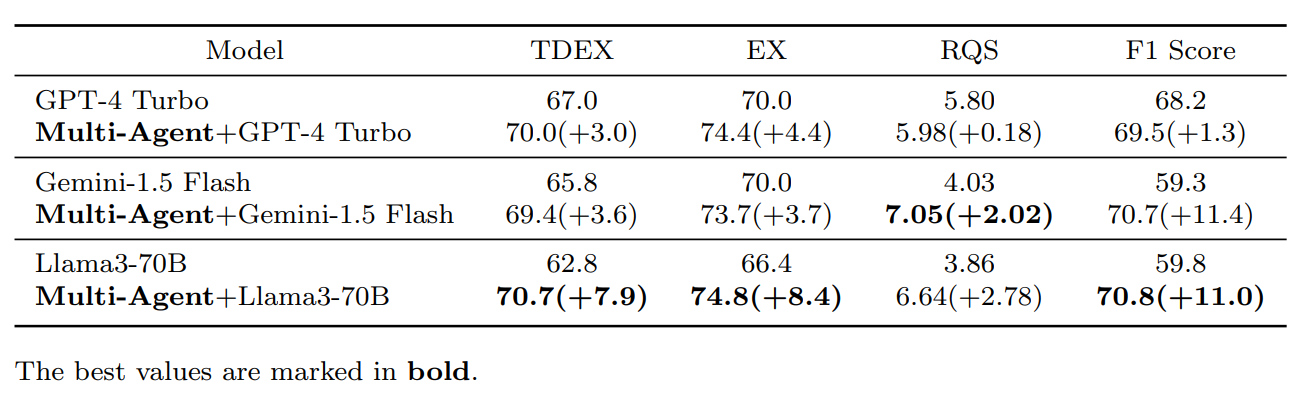 Model TDEX EX RQS F1 Score
GPT-4 Turbo 67.0 70.0 5.80 68.2
Multi-Agent+GPT-4 Turbo 70.0(+3.0) 74.4(+4.4) 5.98(+0.18) 69.5(+1.3)
Gemini-1.5 Flash 65.8 70.0 4.03 59.3
Multi-Agent+Gemini-1.5 Flash 69.4(+3.6) 73.7(+3.7) 7.05(+2.02) 70.7(+11.4)
Llama3-70B 62.8 66.4 3.86 59.8
Multi-Agent+Llama3-70B 70.7(+7.9) 74.8(+8.4) 6.64(+2.78) 70.8(+11.0)
The best values are marked in bold.